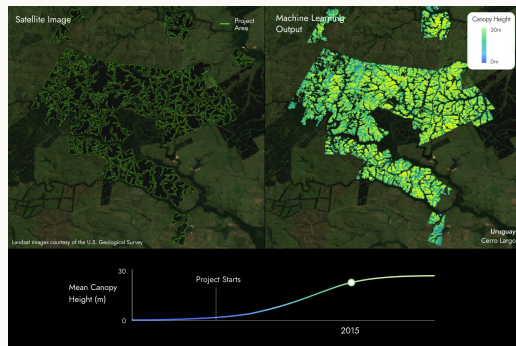 Satellite Image
Project
Area
Landsat images courtesy of the U.S. Geological Survey
Machine Learning
Output
Canopy Height
30m
0m
Uruguay
Cerro Largo
30
Mean Canopy
Height (m)
0
Project Starts
2015